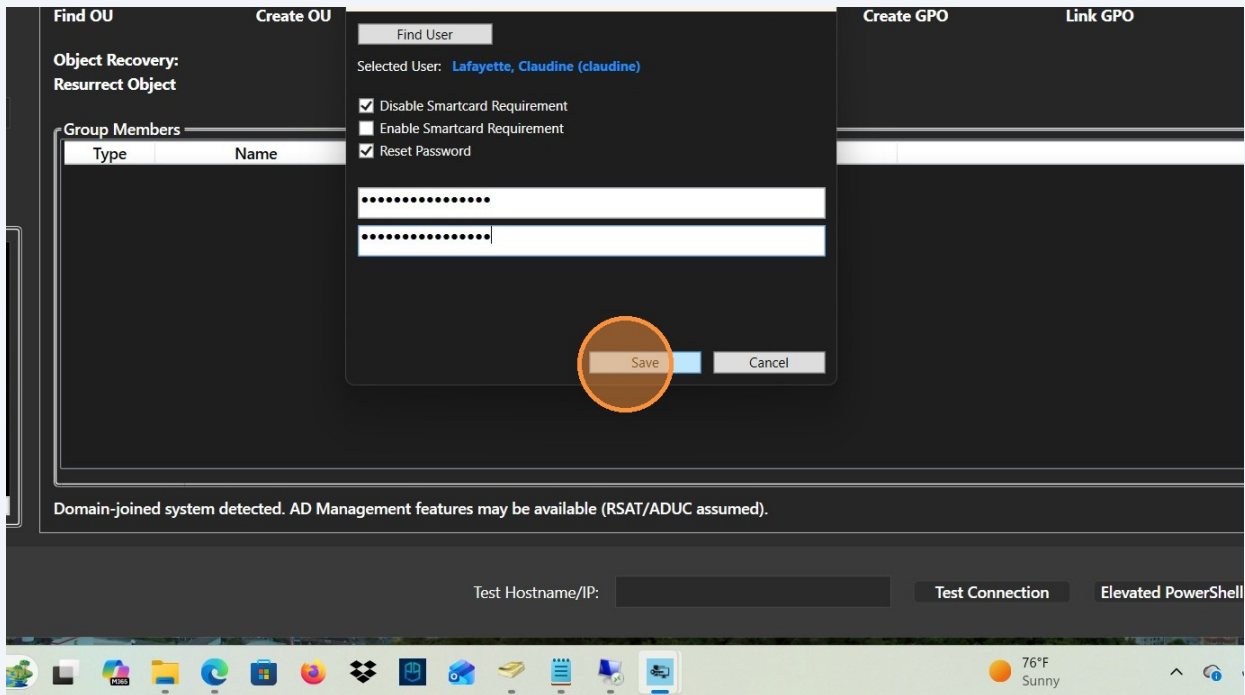 Find OU Create OU Create GPO Link GPO
Find User
Object Recovery:
Selected User: Lafayette, Claudine (claudine)
Resurrect Object
Disable Smartcard Requirement
Enable Smartcard Requirement
Reset Password
Group Members
Type Name
••••••••••••••••
••••••••••••••••
Save Cancel
Domain-joined system detected. AD Management features may be available (RSAT/ADUC assumed).
Test Hostname/IP: Test Connection Elevated PowerShell
M365
76°F
Sunny